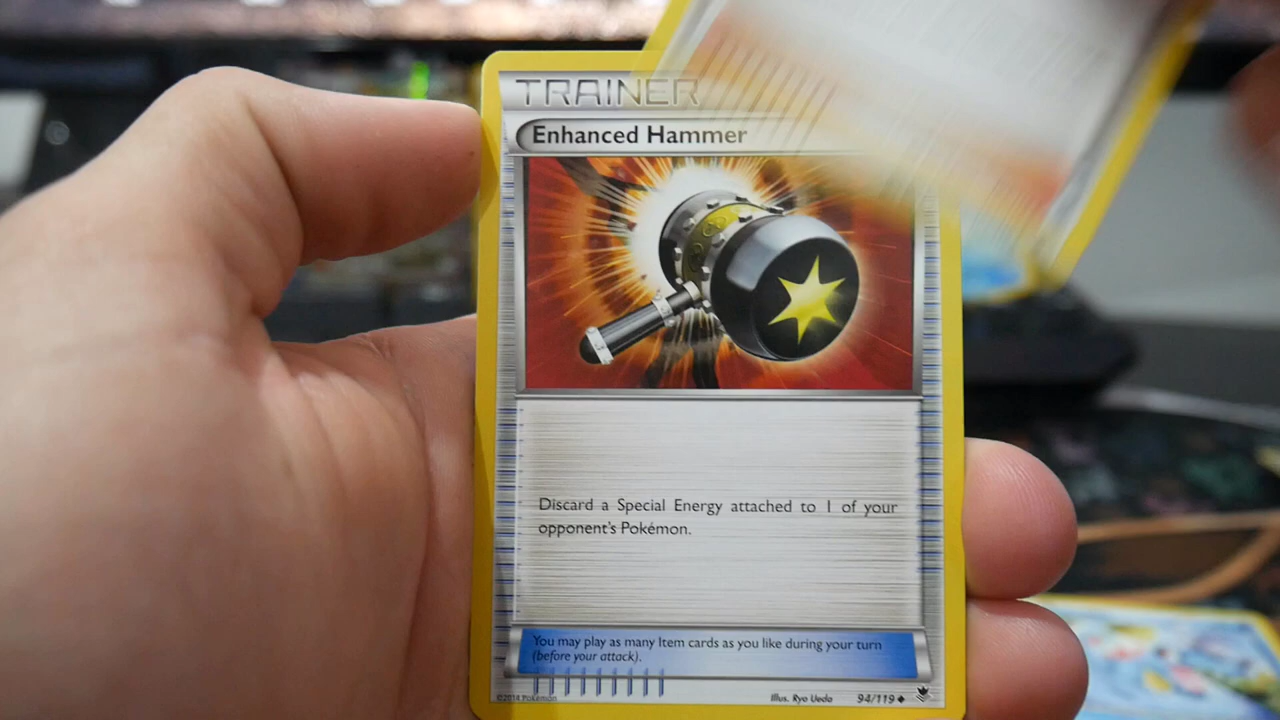 TRAINER
Enhanced Hammer
Discard a Special Energy attached to 1 of your
opponent's Pokémon.
You may play as many Item cards as you like during your turn
(before your attack).
©2014 Pokémon
Illus. Ryo Ueda 94/119